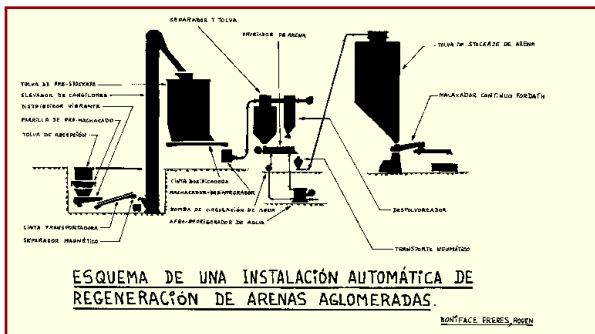 SEPARADOR Y TOLVA
ENFRIADOR DE ARENA
TOLVA DE STOCKAJE DE ARENA
TOLVA DE PRE-STOCKAJE
ELEVADOR DE CANGILONES
DISTRIBUIDOR VIBRANTE
PARRILLA DE PRE-MACHACADO
TOLVA DE RECEPCIÓN
MALAXADOR CONTINUO FORDATH
CINTA DOSIFICADORA
MACHACADOR-DESINTEGRADOR
BOMBA DE CIRCULACIÓN DE AGUA
AERO-REFRIGERADOR DE AGUA
DESPOLVOREADOR
CINTA TRANSPORTADORA
SEPARADOR MAGNÉTICO
TRANSPORTE NEUMÁTICO
ESQUEMA DE UNA INSTALACIÓN AUTOMÁTICA DE
REGENERACIÓN DE ARENAS AGLOMERADAS.
BONIFACE FRERES, ROUEN